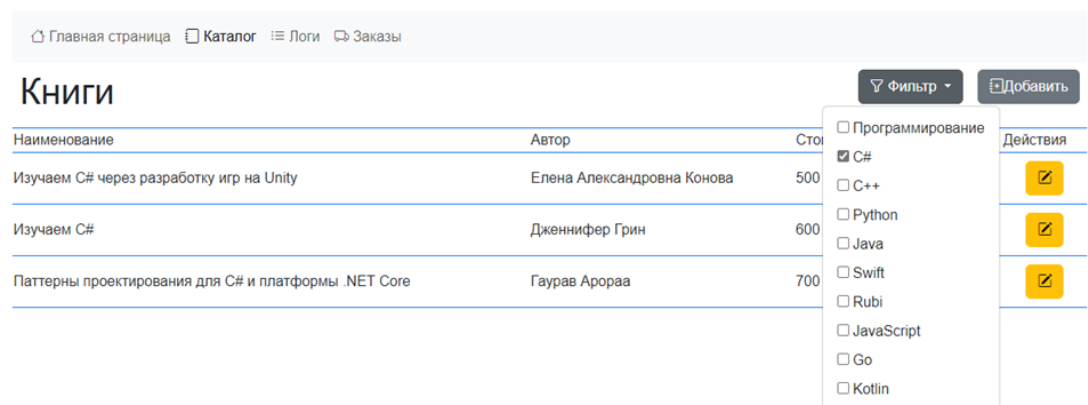 Главная страница Каталог Логи Заказы
Книги
Фильтр Добавить
Наименование Автор Действия
Изучаем C# через разработку игр на Unity Елена Александровна Конова 500
Изучаем C# Дженнифер Грин 600
Паттерны проектирования для C# и платформы .NET Core Гаурав Арораа 700
Программирование
C#
C++
Python
Java
Swift
Rubi
JavaScript
Go
Kotlin